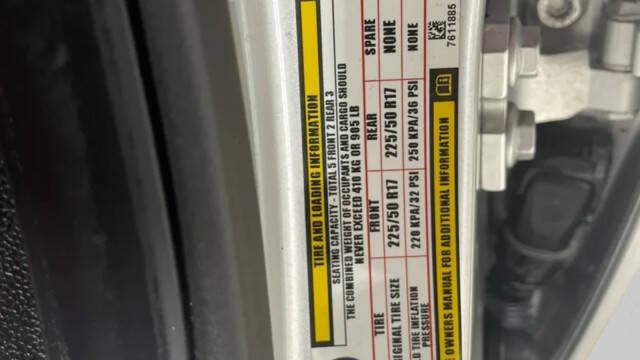 TIRE AND LOADING INFORMATION
SEATING CAPACITY - TOTAL 5 FRONT 2 REAR 3
THE COMBINED WEIGHT OF OCCUPANTS AND CARGO SHOULD
NEVER EXCEED 410 KG OR 905 LB
TIRE FRONT REAR SPARE
ORIGINAL TIRE SIZE 225/50 R17 225/50 R17 NONE
TIRE INFLATION PRESSURE 220 KPA/32 PSI 250 KPA/36 PSI NONE
OWNERS MANUAL FOR ADDITIONAL INFORMATION
7611885